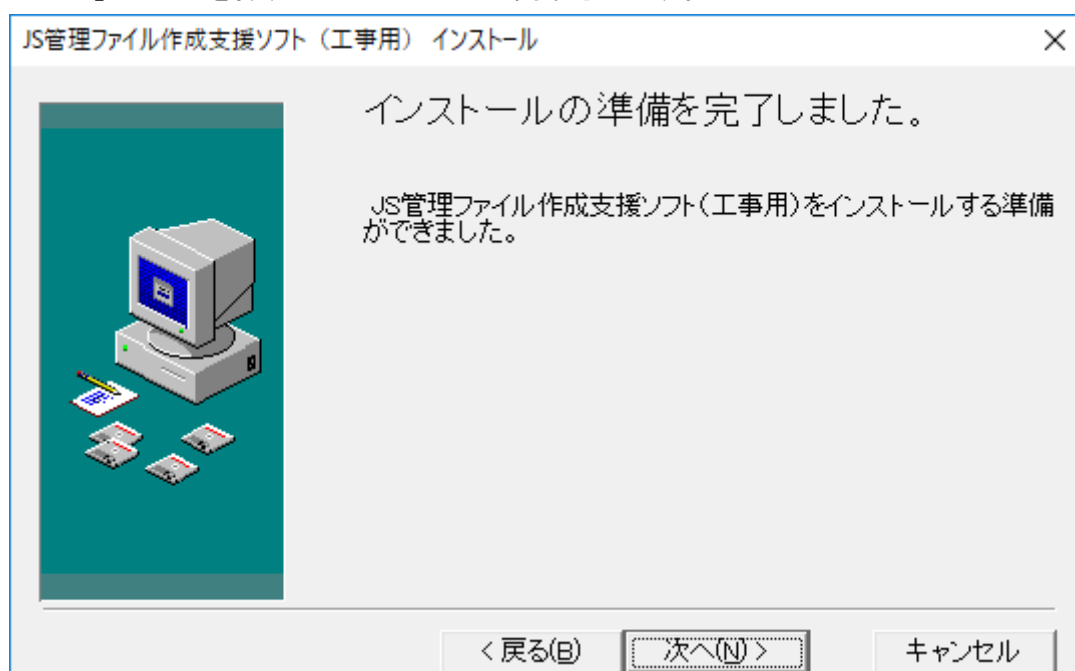 JS管理ファイル作成支援ソフト（工事用） インストール
インストールの準備を完了しました。
JS管理ファイル作成支援ソフト（工事用）をインストールする準備
ができました。
< 戻る(B)
次へ(N) >
キャンセル